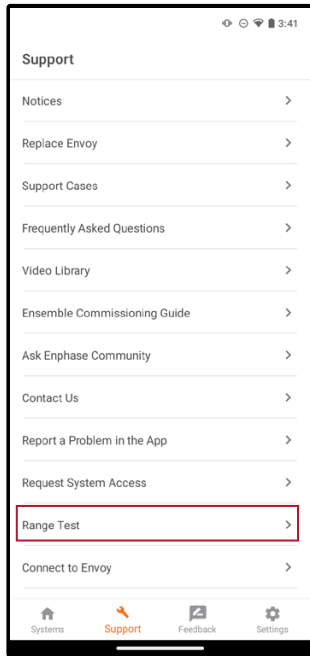 3:41
Support
Notices
Replace Envoy
Support Cases
Frequently Asked Questions
Video Library
Ensemble Commissioning Guide
Ask Enphase Community
Contact Us
Report a Problem in the App
Request System Access
Range Test
Connect to Envoy
Systems Support Feedback Settings